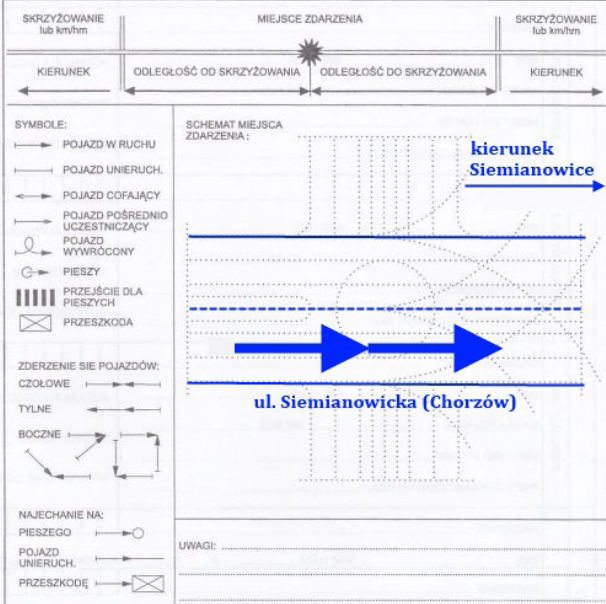 SKRZYŻOWANIE
lub km/hm
MIEJSCE ZDARZENIA
SKRZYŻOWANIE
lub km/hm
KIERUNEK
ODLEGŁOŚĆ OD SKRZYŻOWANIA
ODLEGŁOŚĆ DO SKRZYŻOWANIA
KIERUNEK
SYMBOLE:
POJAZD W RUCHU
POJAZD UNIERUCH.
POJAZD COFAJĄCY
POJAZD POŚREDNIO
UCZESTNICZĄCY
POJAZD
WYWRÓCONY
PIESZY
PRZEJŚCIE DLA
PIESZYCH
PRZESZKODA
ZDERZENIE SIE POJAZDÓW:
CZOŁOWE
TYLNE
BOCZNE
NAJECHANIE NA:
PIESZEGO
POJAZD
UNIERUCH.
PRZESZKODĘ
SCHEMAT MIEJSCA
ZDARZENIA:
kierunek
Siemianowice
ul. Siemianowicka (Chorzów)
UWAGI: